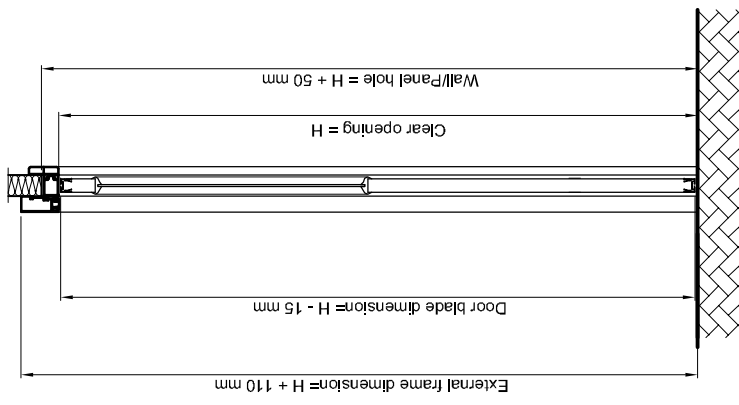 Wall/Panel hole = H + 50 mm
Clear opening = H
Door blade dimension= H - 15 mm
External frame dimension= H + 110 mm